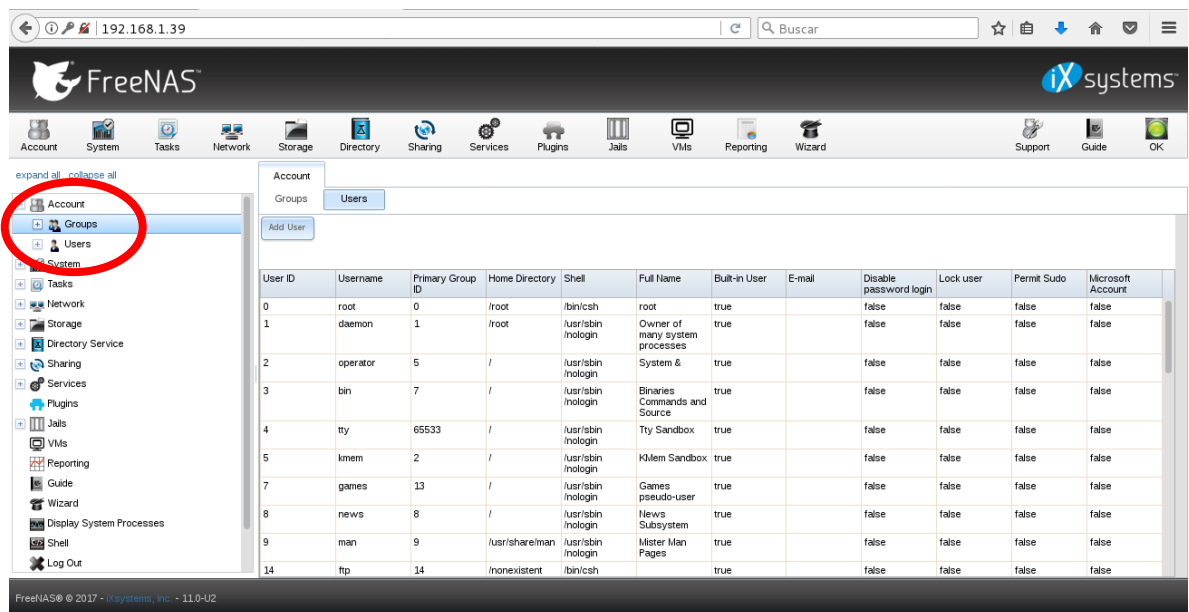 192.168.1.39
Buscar
FreeNAS™
iXsystems™
Account System Tasks Network Storage Directory Sharing Services Plugins Jails VMs Reporting Wizard Support Guide OK
expand all collapse all
Account
Groups
Users
System
Tasks
Network
Storage
Directory Service
Sharing
Services
Plugins
Jails
VMs
Reporting
Guide
Wizard
Display System Processes
Shell
Log Out
Account
Groups Users
Add User
User ID Username Primary Group ID Home Directory Shell Full Name Built-in User E-mail Disable password login Lock user Permit Sudo Microsoft Account
0 root 0 /root /bin/csh root true false false false false
1 daemon 1 /root /usr/sbin/nologin Owner of many system processes true false false false false
2 operator 5 / /usr/sbin/nologin System & true false false false false
3 bin 7 / /usr/sbin/nologin Binaries Commands and Source true false false false false
4 tty 65533 / /usr/sbin/nologin Tty Sandbox true false false false false
5 kmem 2 / /usr/sbin/nologin KMem Sandbox true false false false false
7 games 13 / /usr/sbin/nologin Games pseudo-user true false false false false
8 news 8 / /usr/sbin/nologin News Subsystem true false false false false
9 man 9 /usr/share/man /usr/sbin/nologin Mister Man Pages true false false false false
14 ftp 14 /nonexistent /bin/csh true false false false false
FreeNAS® © 2017 - iXsystems, Inc. - 11.0-U2